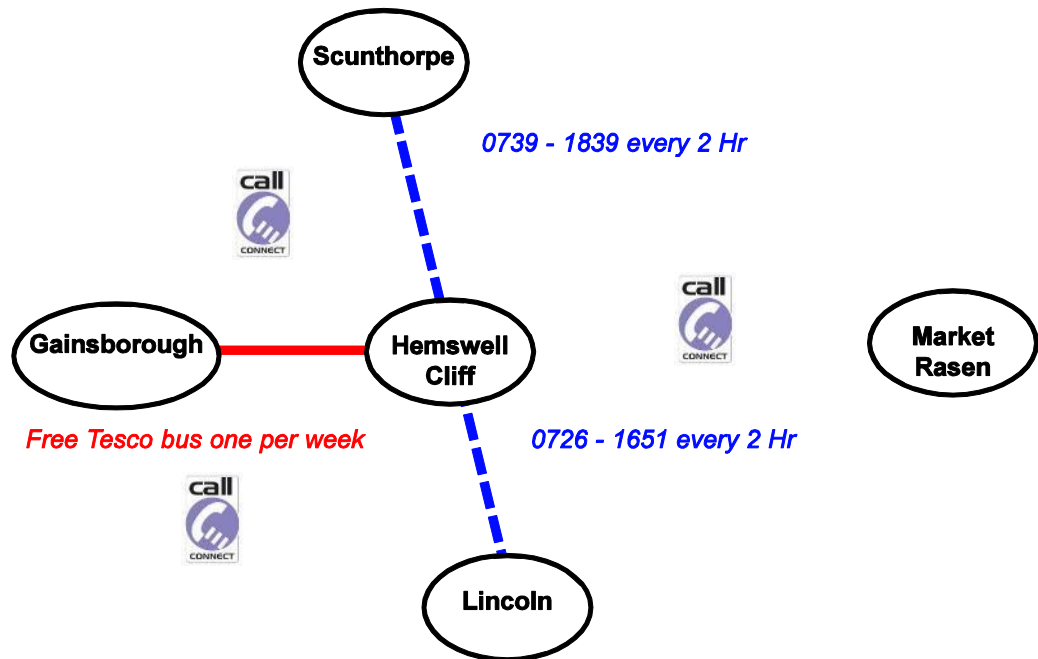 Scunthorpe
0739 - 1839 every 2 Hr
call
CONNECT
call
CONNECT
Gainsborough
Hemswell
Cliff
Market
Rasen
Free Tesco bus one per week
0726 - 1651 every 2 Hr
call
CONNECT
Lincoln